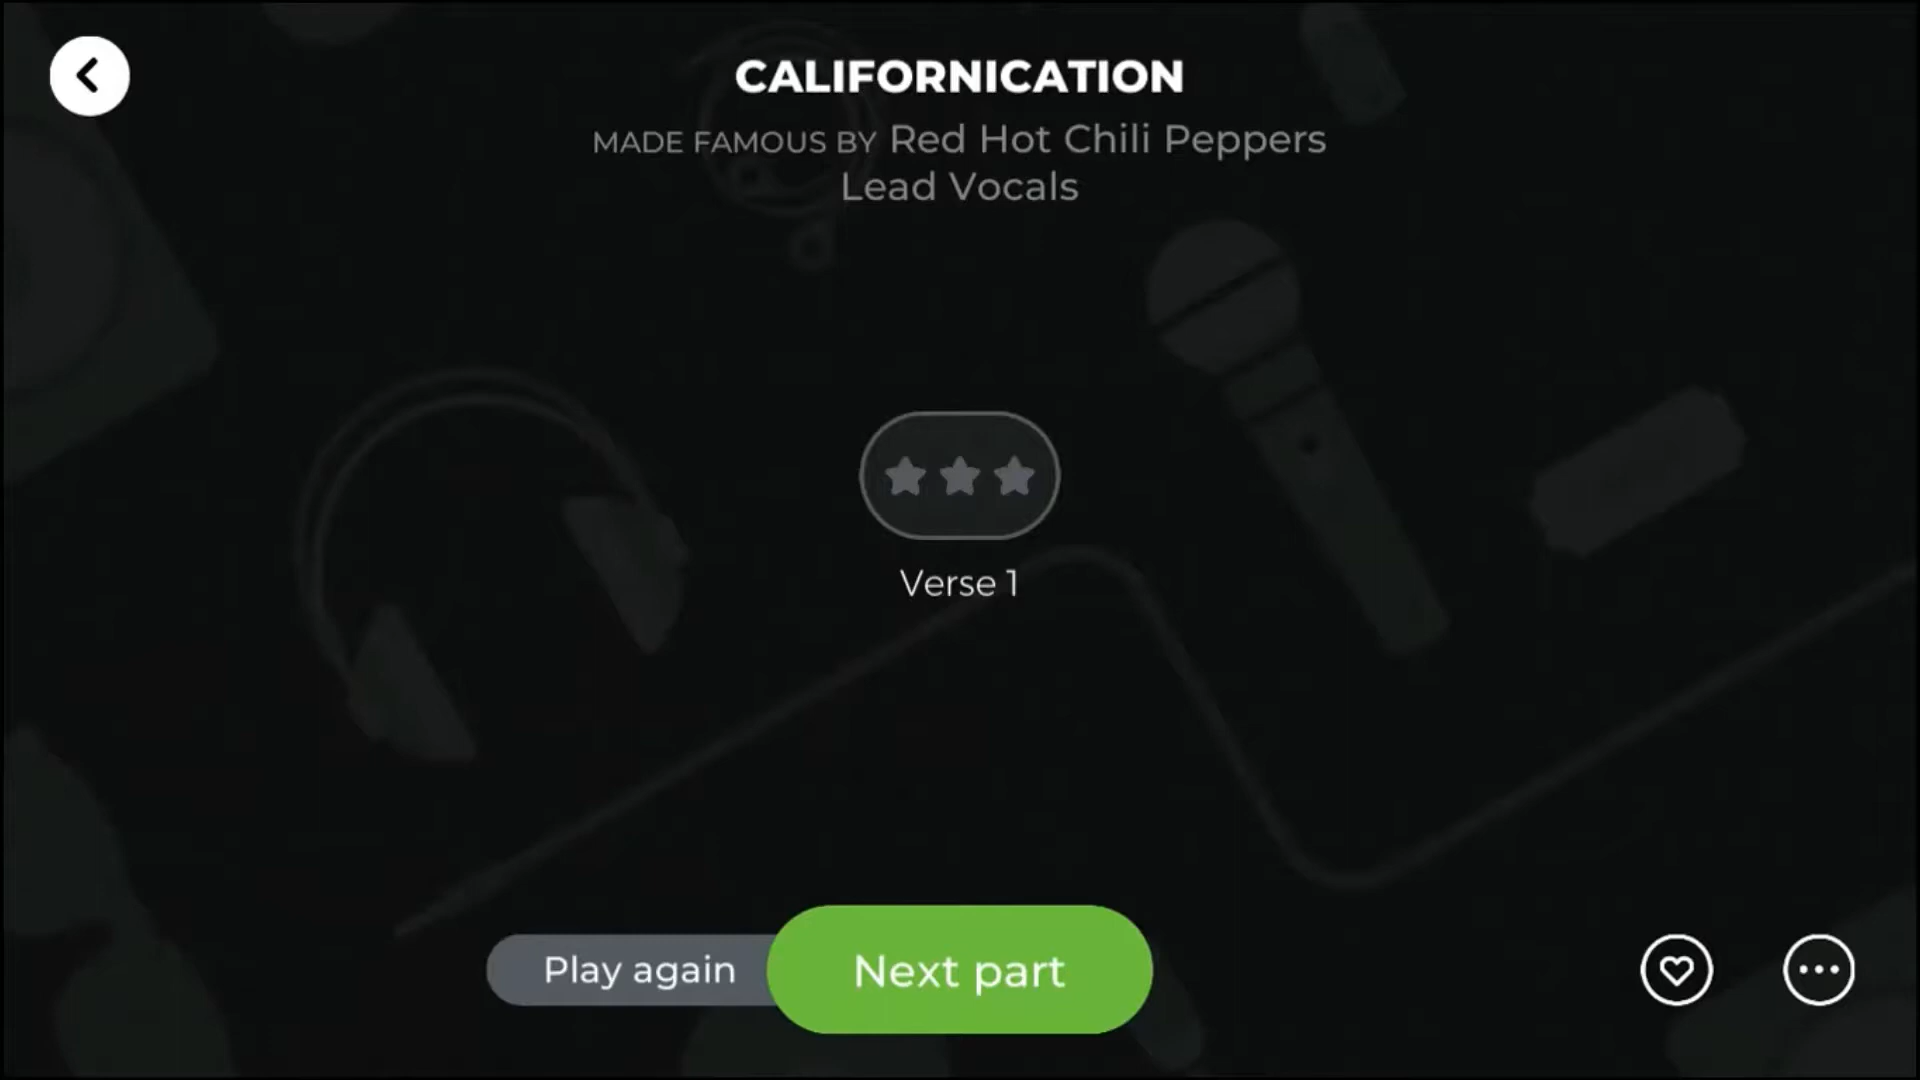 CALIFORNICATION
MADE FAMOUS BY Red Hot Chili Peppers
Lead Vocals
Verse 1
Play again
Next part